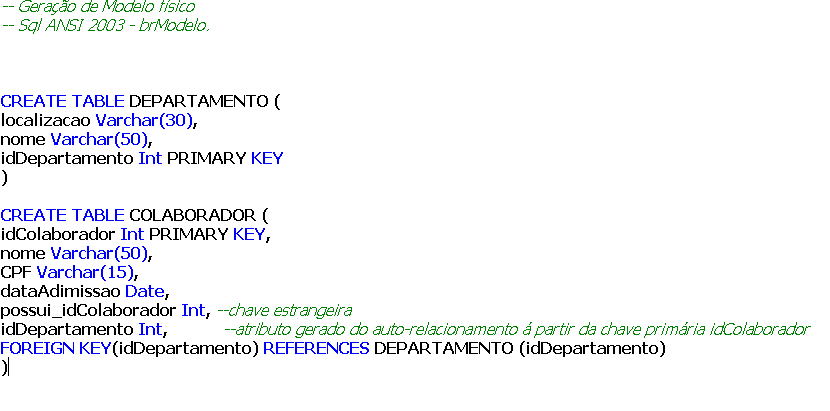 -- Geração de Modelo físico
-- Sql ANSI 2003 - brModelo.
CREATE TABLE DEPARTAMENTO (
localizacao Varchar(30),
nome Varchar(50),
idDepartamento Int PRIMARY KEY
)
CREATE TABLE COLABORADOR (
idColaborador Int PRIMARY KEY,
nome Varchar(50),
CPF Varchar(15),
dataAdimissao Date,
possui_idColaborador Int, --chave estrangeira
idDepartamento Int, --atributo gerado do auto-relacionamento á partir da chave primária idColaborador
FOREIGN KEY(idDepartamento) REFERENCES DEPARTAMENTO (idDepartamento)
)